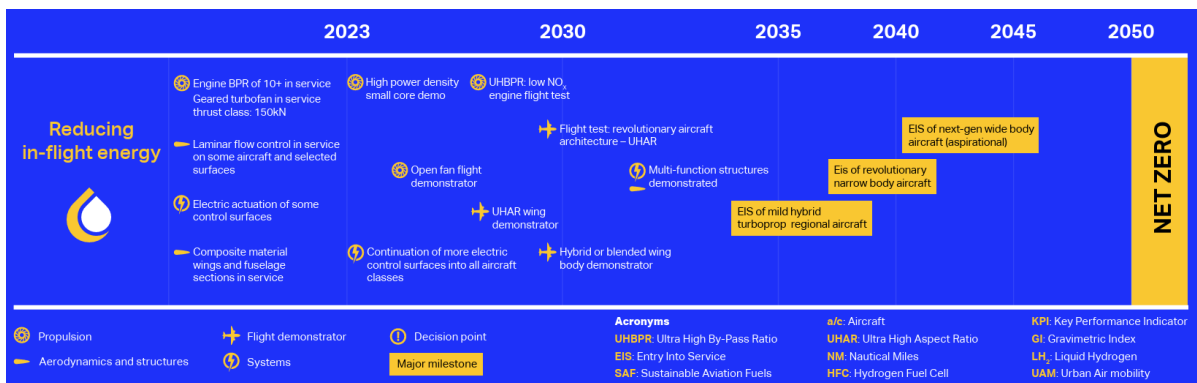 2023
2030
2035
2040
2045
2050
Reducing
in-flight energy
Engine BPR of 10+ in service
Geared turbofan in service
thrust class: 150kN
Laminar flow control in service
on some aircraft and selected
surfaces
Electric actuation of some
control surfaces
Composite material
wings and fuselage
sections in service
High power density
small core demo
Open fan flight
demonstrator
Continuation of more electric
control surfaces into all aircraft
classes
UHBPR: low NOx
engine flight test
Flight test: revolutionary aircraft
architecture – UHAR
UHAR wing
demonstrator
Hybrid or blended wing
body demonstrator
Multi-function structures
demonstrated
EIS of mild hybrid
turboprop regional aircraft
Eis of revolutionary
narrow body aircraft
EIS of next-gen wide body
aircraft (aspirational)
NET ZERO
Propulsion
Aerodynamics and structures
Flight demonstrator
Systems
Decision point
Major milestone
Acronyms
UHBPR: Ultra High By-Pass Ratio
EIS: Entry Into Service
SAF: Sustainable Aviation Fuels
a/c: Aircraft
UHAR: Ultra High Aspect Ratio
NM: Nautical Miles
HFC: Hydrogen Fuel Cell
KPI: Key Performance Indicator
GI: Gravimetric Index
LH2: Liquid Hydrogen
UAM: Urban Air mobility